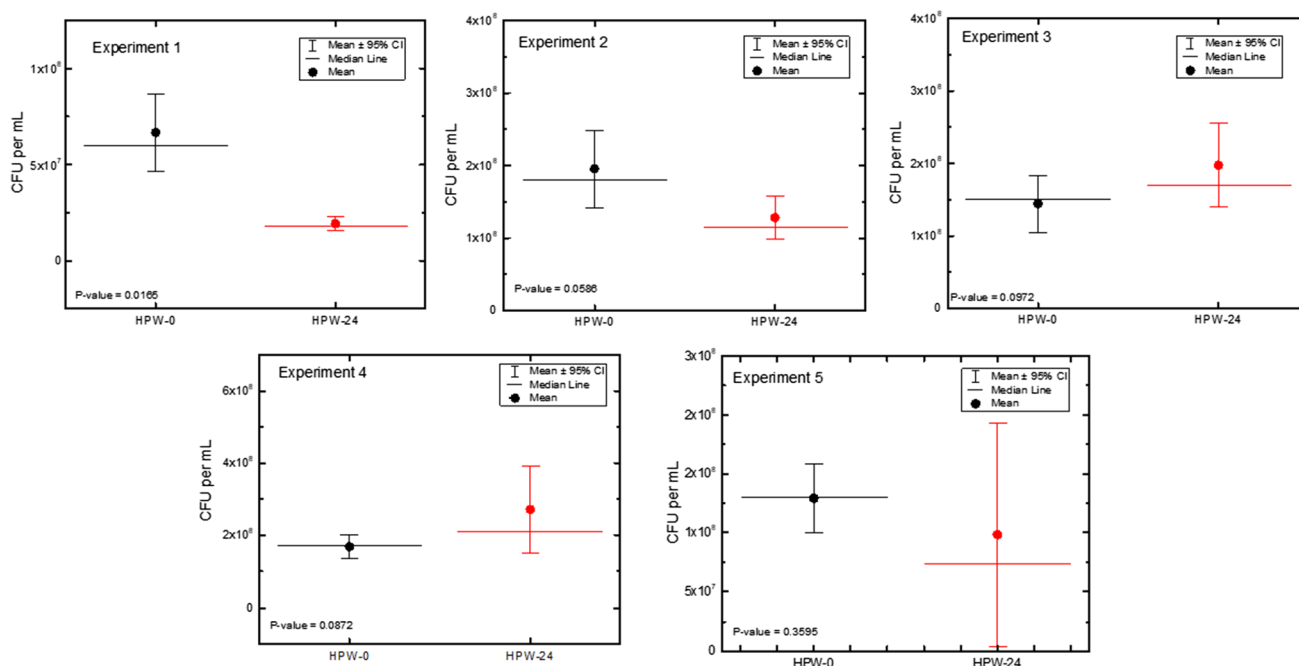 Experiment 1
Mean ± 95% CI
Median Line
Mean
CFU per mL
1x10⁸
5x10⁷
0
P-value = 0.0165
HPW-0
HPW-24
Experiment 2
Mean ± 95% CI
Median Line
Mean
CFU per mL
4x10⁸
3x10⁸
2x10⁸
1x10⁸
0
P-value = 0.0586
HPW-0
HPW-24
Experiment 3
Mean ± 95% CI
Median Line
Mean
CFU per mL
4x10⁸
3x10⁸
2x10⁸
1x10⁸
0
P-value = 0.0972
HPW-0
HPW-24
Experiment 4
Mean ± 95% CI
Median Line
Mean
CFU per mL
6x10⁸
4x10⁸
2x10⁸
0
P-value = 0.0872
HPW-0
HPW-24
Experiment 5
Mean ± 95% CI
Median Line
Mean
CFU per mL
3x10⁸
2x10⁸
2x10⁸
1x10⁸
5x10⁷
0
P-value = 0.3595
HPW-0
HPW-24